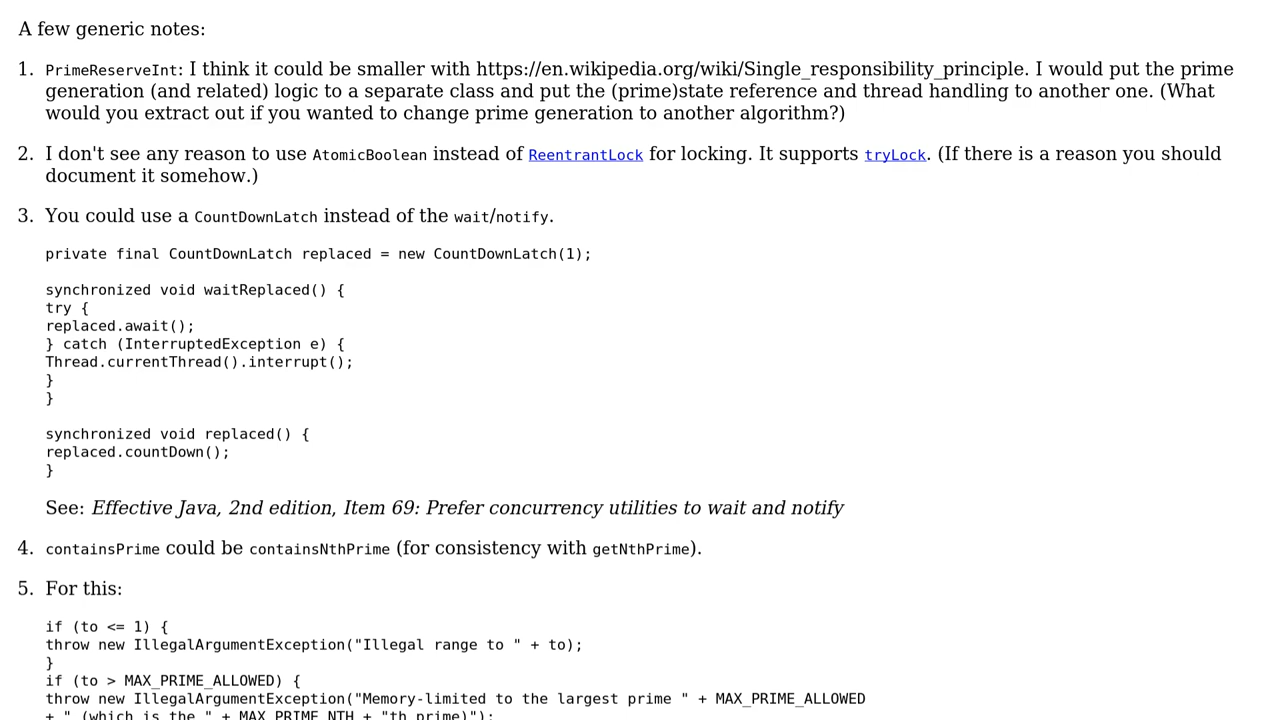 A few generic notes:
1. PrimeReserveInt: I think it could be smaller with https://en.wikipedia.org/wiki/Single_responsibility_principle. I would put the prime
generation (and related) logic to a separate class and put the (prime)state reference and thread handling to another one. (What
would you extract out if you wanted to change prime generation to another algorithm?)
2. I don't see any reason to use AtomicBoolean instead of ReentrantLock for locking. It supports tryLock. (If there is a reason you should
document it somehow.)
3. You could use a CountDownLatch instead of the wait/notify.
private final CountDownLatch replaced = new CountDownLatch(1);
synchronized void waitReplaced() {
try {
replaced.await();
} catch (InterruptedException e) {
Thread.currentThread().interrupt();
}
}
synchronized void replaced() {
replaced.countDown();
}
See: Effective Java, 2nd edition, Item 69: Prefer concurrency utilities to wait and notify
4. containsPrime could be containsNthPrime (for consistency with getNthPrime).
5. For this:
if (to <= 1) {
throw new IllegalArgumentException("Illegal range to " + to);
}
if (to > MAX_PRIME_ALLOWED) {
throw new IllegalArgumentException("Memory-limited to the largest prime " + MAX_PRIME_ALLOWED
+ " (which is the " + MAX_PRIME_NTH + "th prime)");